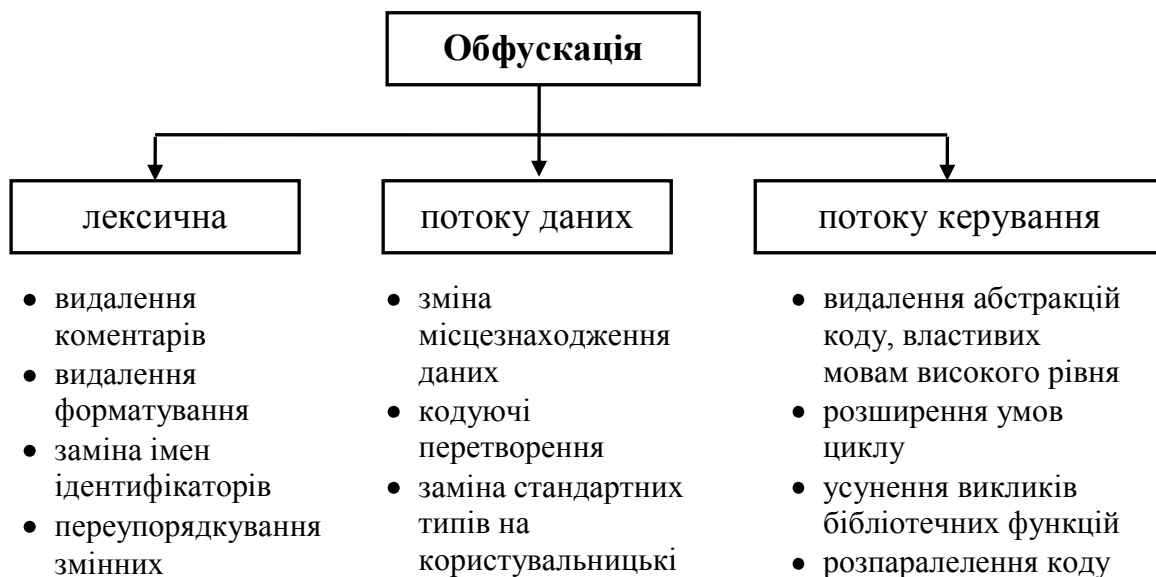 Обфускація
лексична
• видалення
коментарів
• видалення
форматування
• заміна імен
ідентифікаторів
• переупорядкування
змінних
потоку даних
• зміна
місцезнаходження
даних
• кодуючі
перетворення
• заміна стандартних
типів на
користувальницькі
потоку керування
• видалення абстракцій
коду, властивих
мовам високого рівня
• розширення умов
циклу
• усунення викликів
бібліотечних функцій
• розпаралелення коду